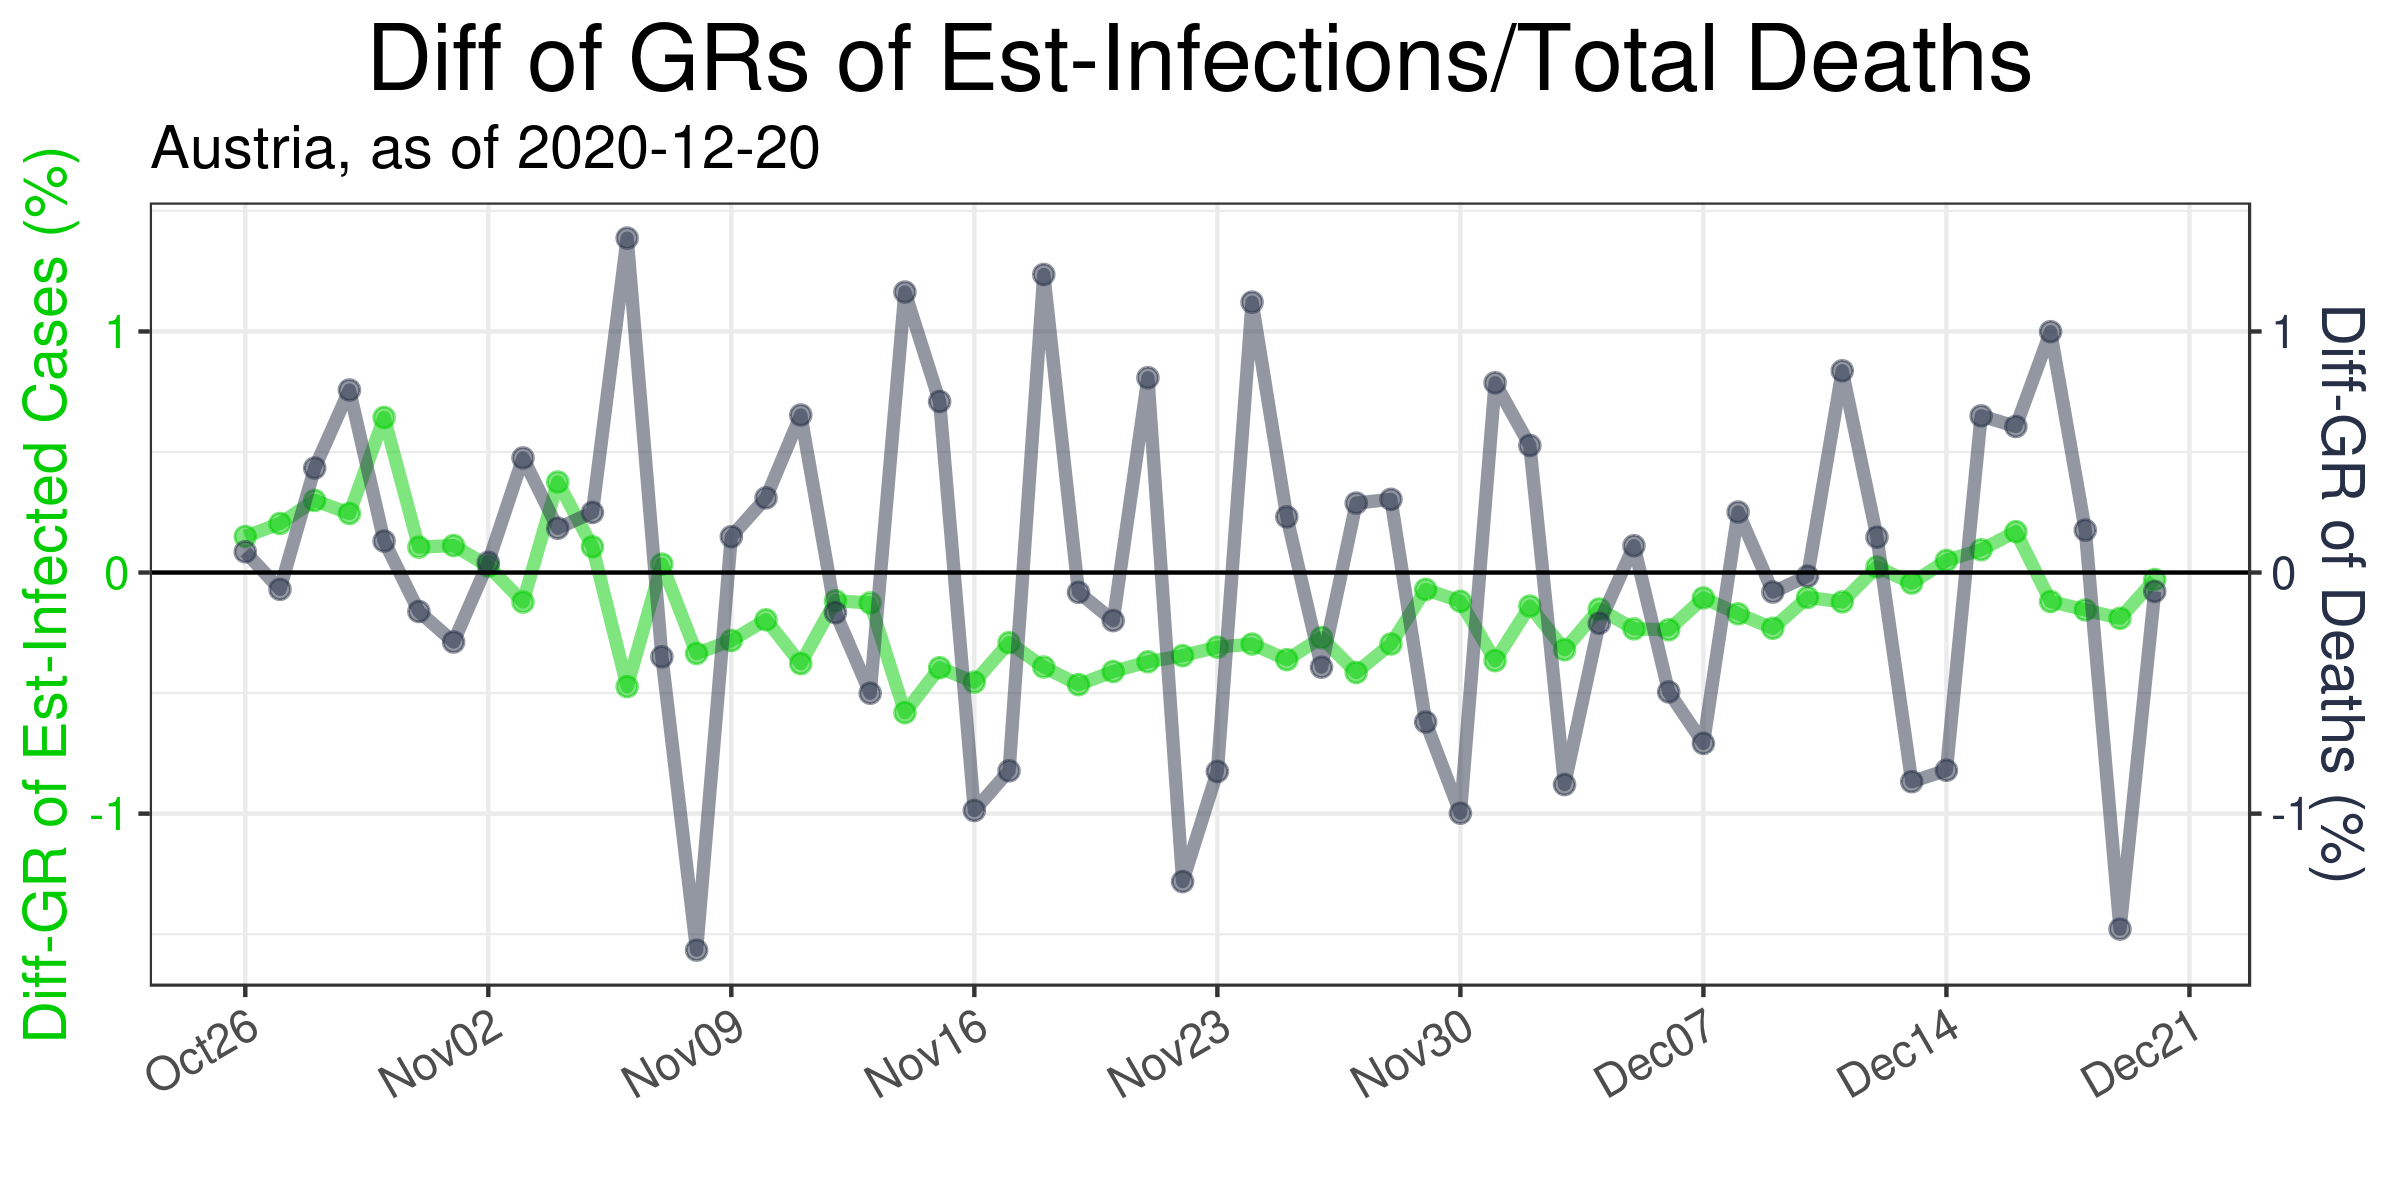 Diff of GRs of Est-Infections/Total Deaths
Austria, as of 2020-12-20
Diff-GR of Est-Infected Cases (%)
1
0
-1
1
0
-1
Diff-GR of Deaths (%)
Oct26
Nov02
Nov09
Nov16
Nov23
Nov30
Dec07
Dec14
Dec21